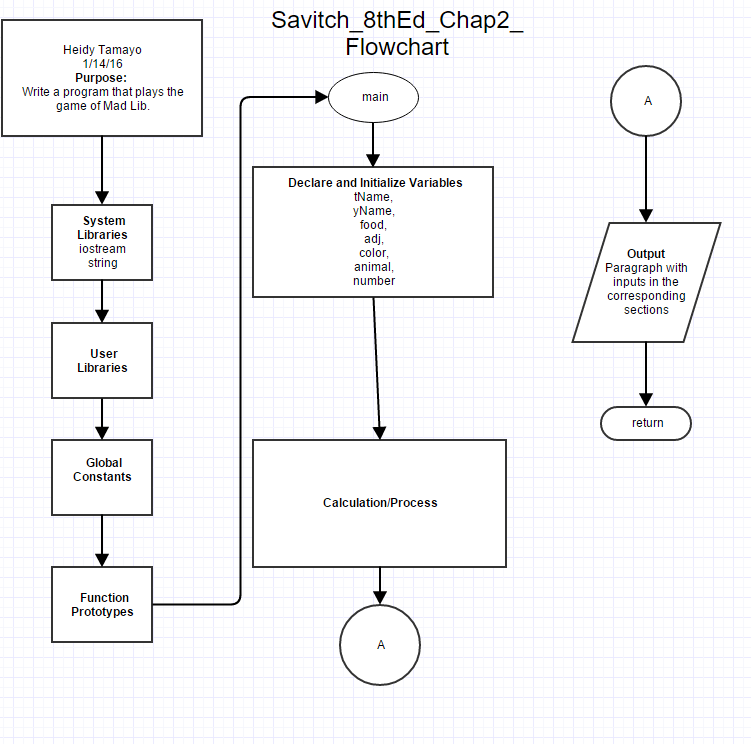 Savitch_8thEd_Chap2_
Flowchart
Heidy Tamayo
1/14/16
Purpose:
Write a program that plays the
game of Mad Lib.
System
Libraries
iostream
string
User
Libraries
Global
Constants
Function
Prototypes
main
Declare and Initialize Variables
tName,
yName,
food,
adj,
color,
animal,
number
Calculation/Process
A
A
Output
Paragraph with
inputs in the
corresponding
sections
return